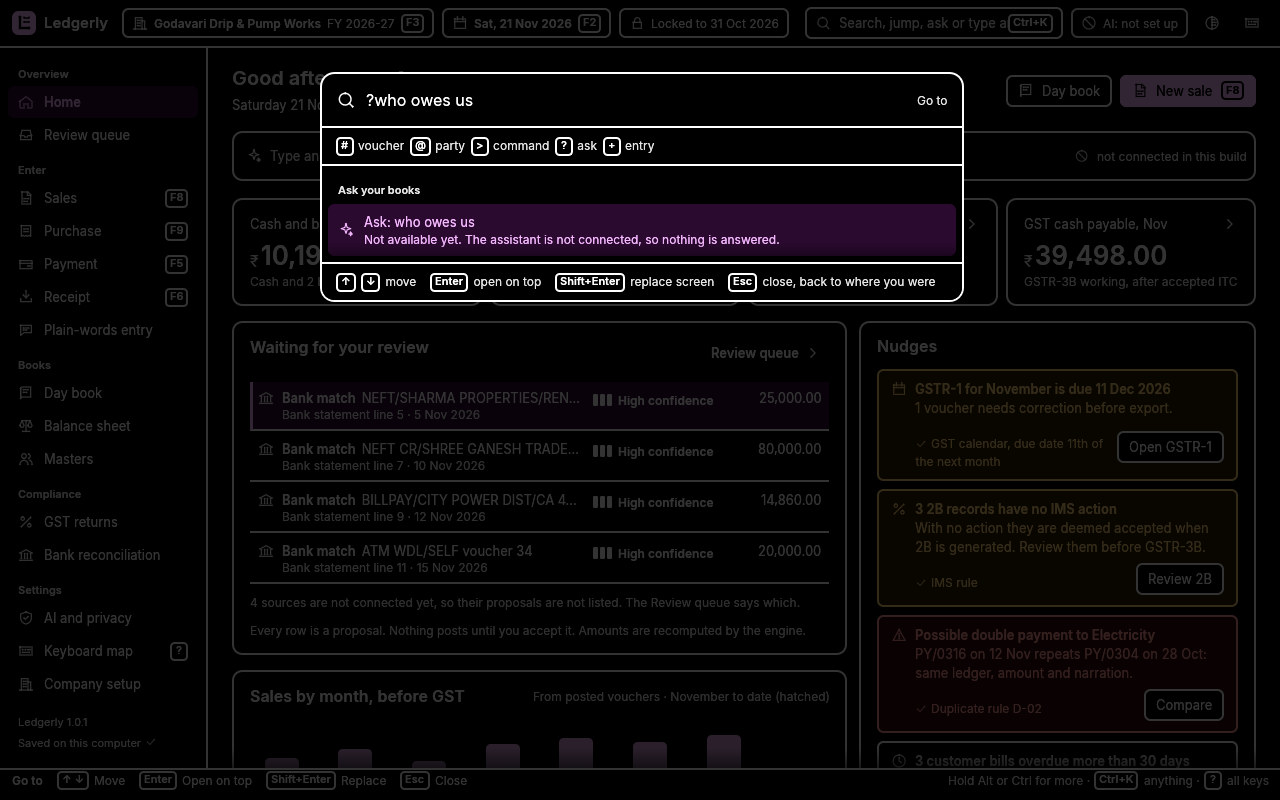 Ledgerly
Godavari Drip & Pump Works FY 2026-27 F3
Sat, 21 Nov 2026 F2
Locked to 31 Oct 2026
Search, jump, ask or type a Ctrl+K
AI: not set up
Overview
Home
Review queue
Enter
Sales F8
Purchase F9
Payment F5
Receipt F6
Plain-words entry
Books
Day book
Balance sheet
Masters
Compliance
GST returns
Bank reconciliation
Settings
AI and privacy
Keyboard map ?
Company setup
Ledgerly 1.0.1
Saved on this computer
Good afte
Saturday 21 No
Day book
New sale F8
?who owes us
Go to
# voucher @ party > command ? ask + entry
Ask your books
Ask: who owes us
Not available yet. The assistant is not connected, so nothing is answered.
↑ ↓ move Enter open on top Shift+Enter replace screen Esc close, back to where you were
Type an
not connected in this build
Cash and b
₹10,19
Cash and 2 b
GST cash payable, Nov
₹39,498.00
GSTR-3B working, after accepted ITC
Waiting for your review
Review queue
Bank match NEFT/SHARMA PROPERTIES/REN... High confidence 25,000.00
Bank statement line 5 · 5 Nov 2026
Bank match NEFT CR/SHREE GANESH TRADE... High confidence 80,000.00
Bank statement line 7 · 10 Nov 2026
Bank match BILLPAY/CITY POWER DIST/CA 4... High confidence 14,860.00
Bank statement line 9 · 12 Nov 2026
Bank match ATM WDL/SELF voucher 34 High confidence 20,000.00
Bank statement line 11 · 15 Nov 2026
4 sources are not connected yet, so their proposals are not listed. The Review queue says which.
Every row is a proposal. Nothing posts until you accept it. Amounts are recomputed by the engine.
Sales by month, before GST
From posted vouchers · November to date (hatched)
Nudges
GSTR-1 for November is due 11 Dec 2026
1 voucher needs correction before export.
✓ GST calendar, due date 11th of
the next month
Open GSTR-1
3 2B records have no IMS action
With no action they are deemed accepted when
2B is generated. Review them before GSTR-3B.
✓ IMS rule
Review 2B
Possible double payment to Electricity
PY/0316 on 12 Nov repeats PY/0304 on 28 Oct:
same ledger, amount and narration.
✓ Duplicate rule D-02
Compare
3 customer bills overdue more than 30 days
Go to ↑↓ Move Enter Open on top Shift+Enter Replace Esc Close
Hold Alt or Ctrl for more · Ctrl+K anything · ? all keys